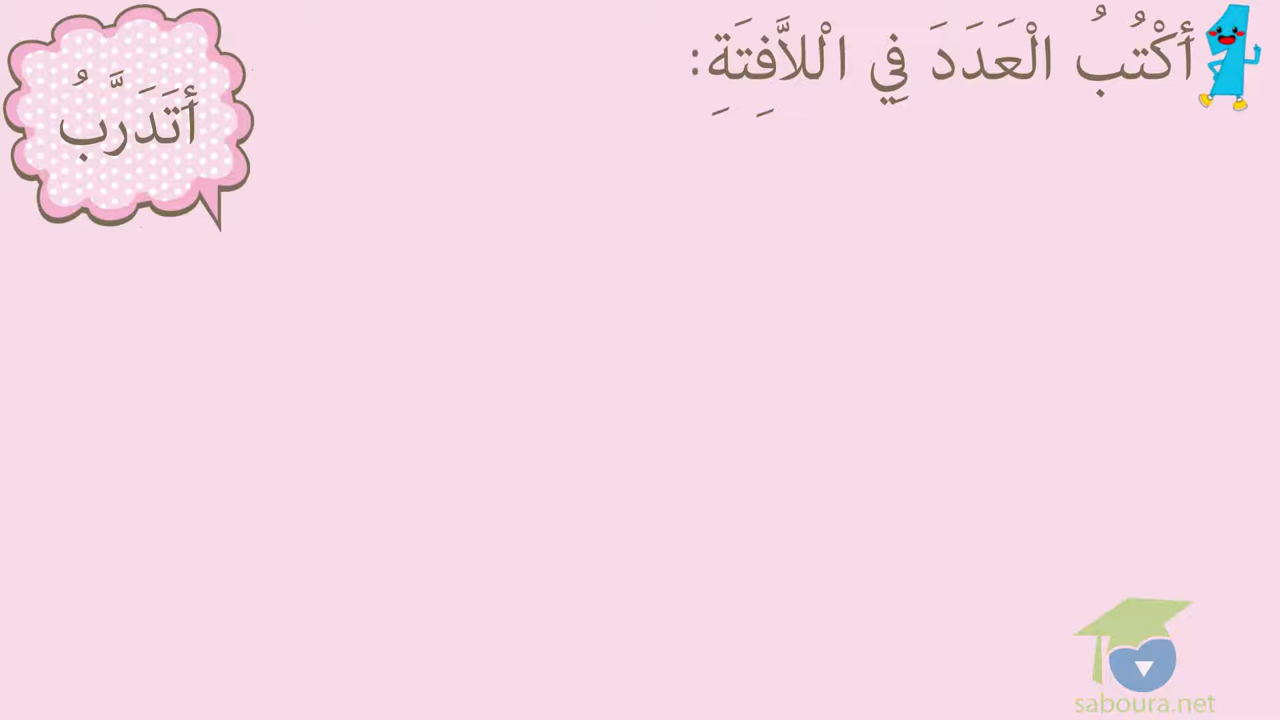 أَكْتُبُ الْعَدَدَ فِي اللاَّفِتَةِ:
أَتَدَرَّبُ
saboura.net